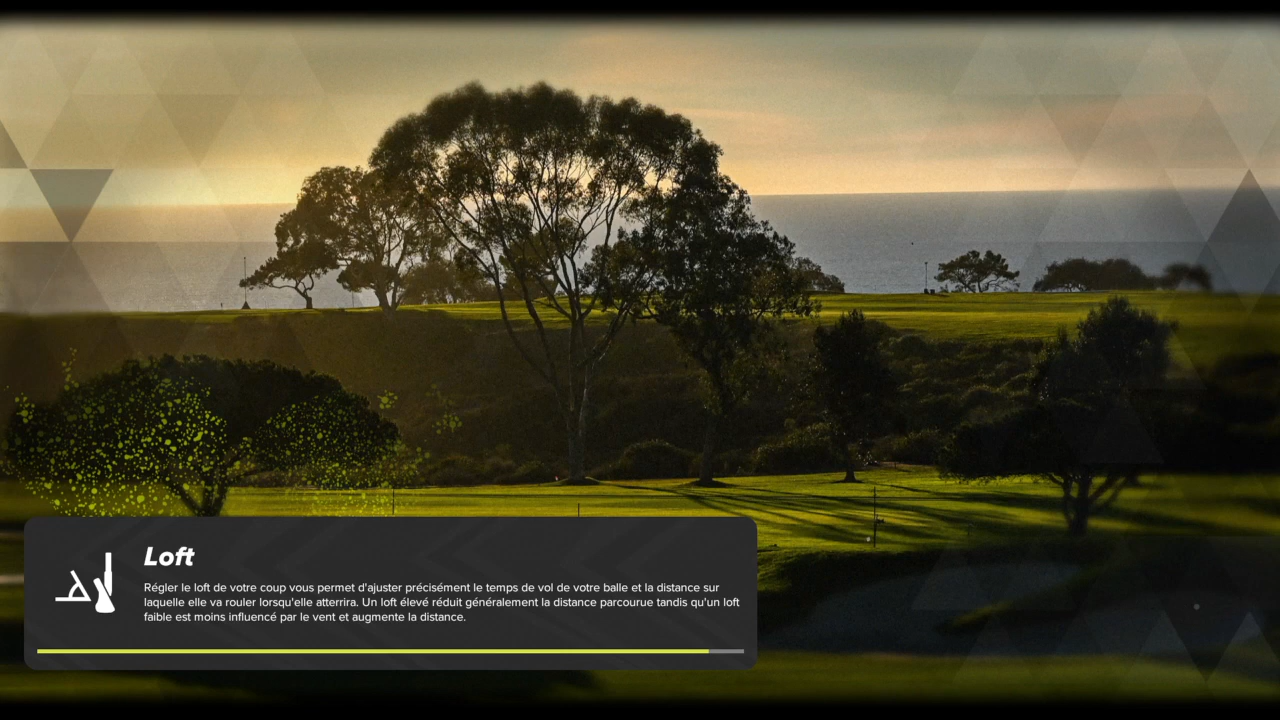 Loft
Régler le loft de votre coup vous permet d'ajuster précisément le temps de vol de votre balle et la distance sur
laquelle elle va rouler lorsqu'elle atterrira. Un loft élevé réduit généralement la distance parcourue tandis qu'un loft
faible est moins influencé par le vent et augmente la distance.